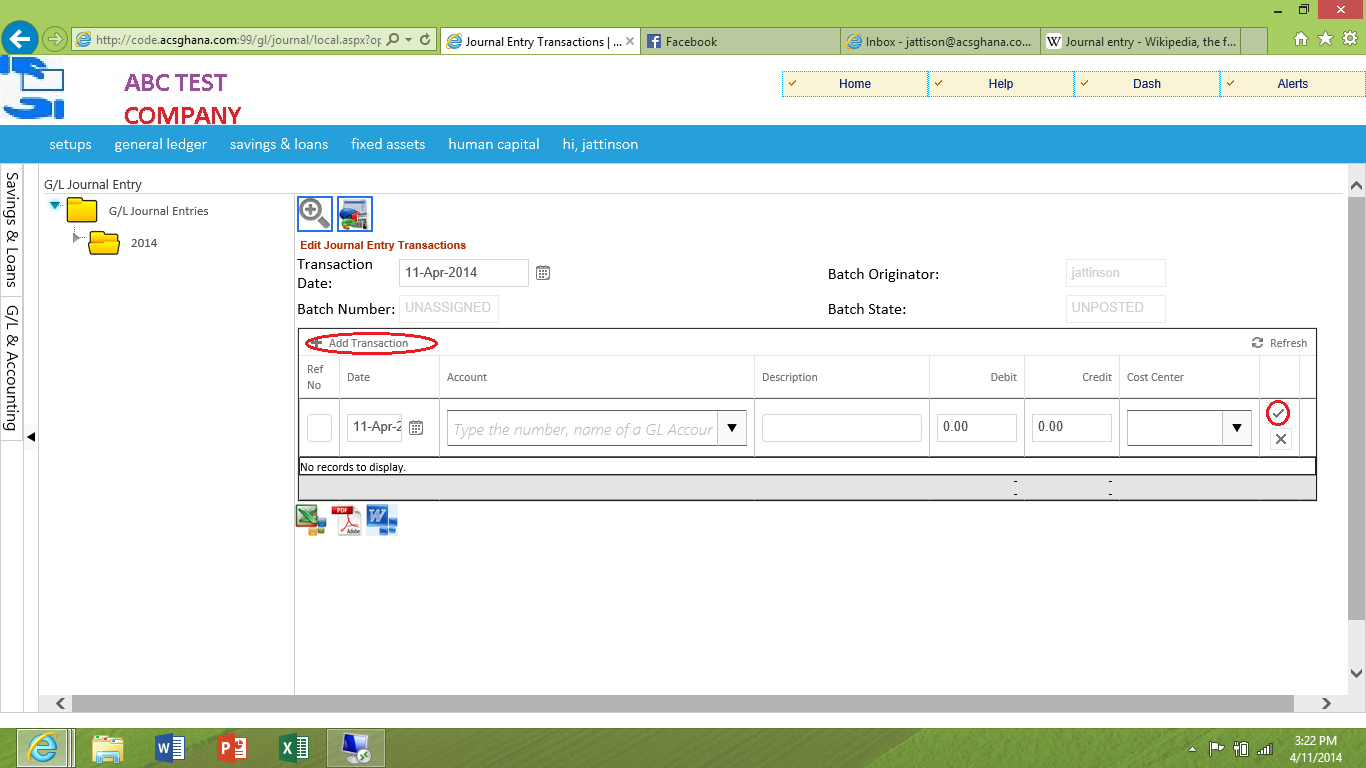 http://code.acsghana.com:99/gl/journal/local.aspx?op
Journal Entry Transactions | ...
Facebook
Inbox - jattison@acsghana.co...
W Journal entry - Wikipedia, the f...
ABC TEST
COMPANY
Home
Help
Dash
Alerts
setups
general ledger
savings & loans
fixed assets
human capital
hi, jattinson
Savings & Loans
G/L & Accounting
G/L Journal Entry
G/L Journal Entries
2014
Edit Journal Entry Transactions
Transaction
Date:
11-Apr-2014
Batch Originator:
jattinson
Batch Number:
UNASSIGNED
Batch State:
UNPOSTED
Add Transaction
Refresh
Ref
No
Date
Account
Description
Debit
Credit
Cost Center
11-Apr-2
Type the number, name of a GL Accour
0.00
0.00
No records to display.
- -
- -
PDF
Adobe
W
W
P
X
3:22 PM
4/11/2014